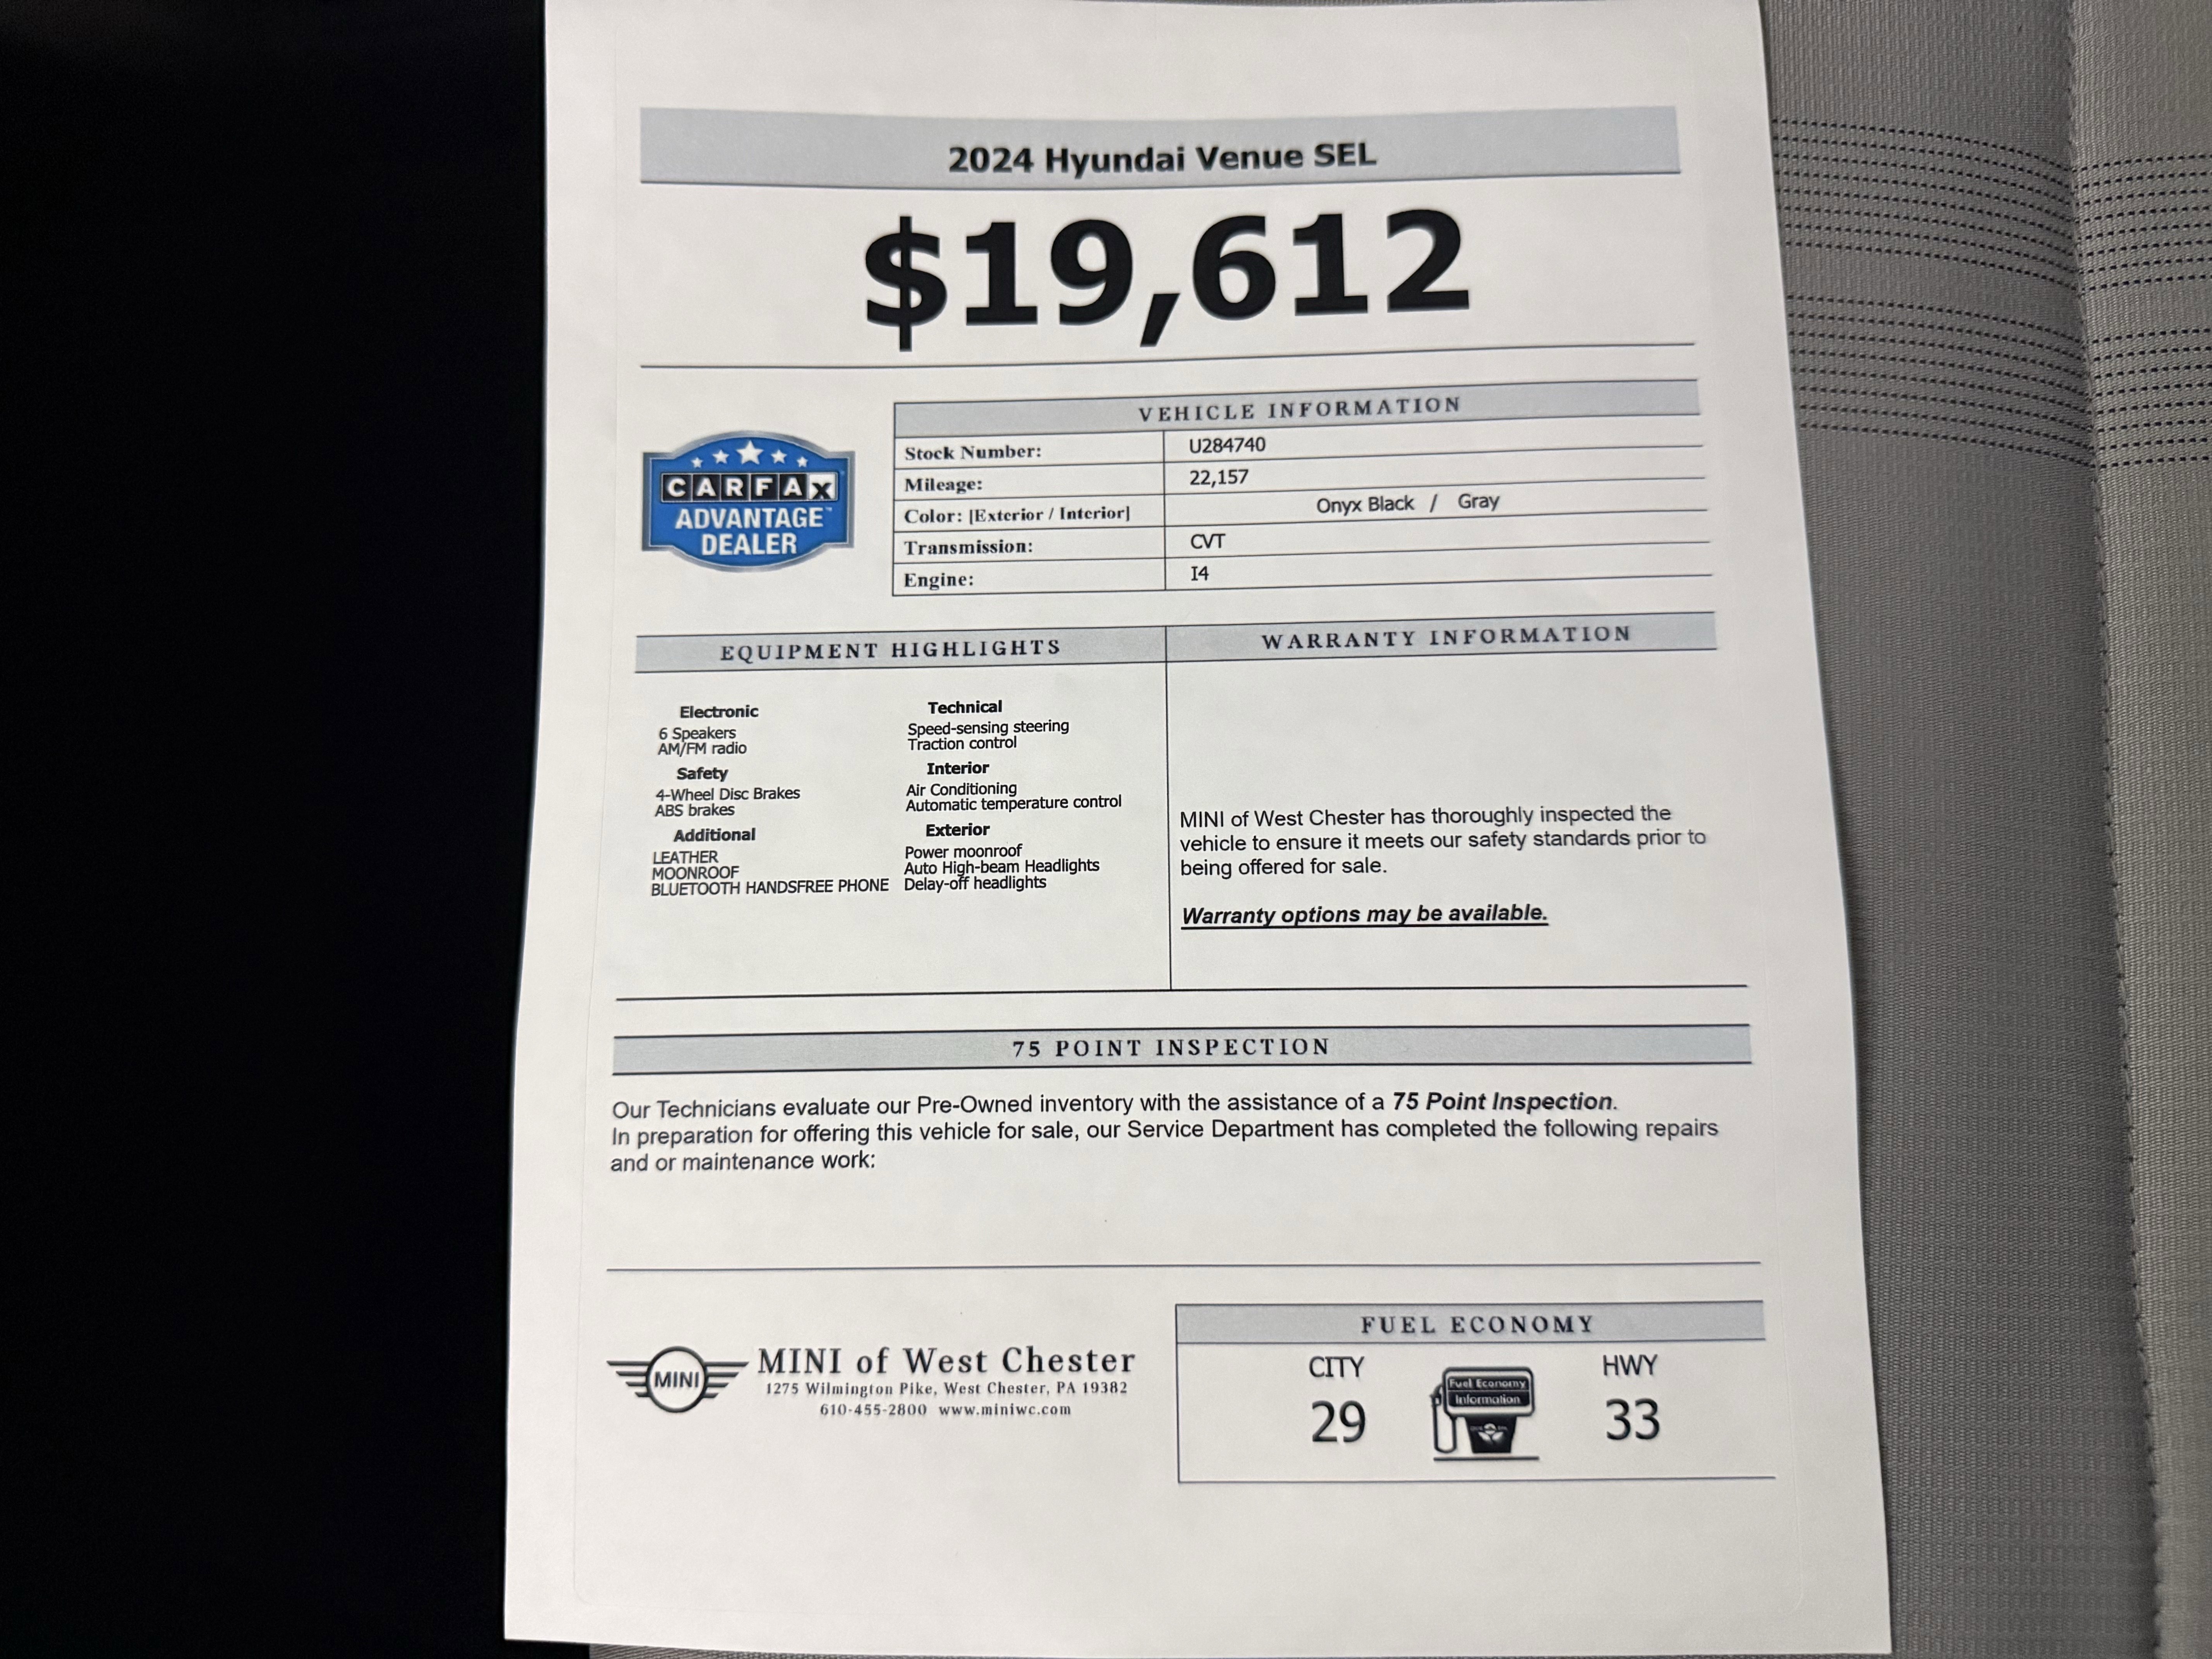 2024 Hyundai Venue SEL
$19,612
CARFAX
ADVANTAGE™
DEALER
VEHICLE INFORMATION
Stock Number: U284740
Mileage: 22,157
Color: [Exterior / Interior] Onyx Black / Gray
Transmission: CVT
Engine: I4
EQUIPMENT HIGHLIGHTS
Electronic
6 Speakers
AM/FM radio
Safety
4-Wheel Disc Brakes
ABS brakes
Additional
LEATHER
MOONROOF
BLUETOOTH HANDSFREE PHONE
Technical
Speed-sensing steering
Traction control
Interior
Air Conditioning
Automatic temperature control
Exterior
Power moonroof
Auto High-beam Headlights
Delay-off headlights
WARRANTY INFORMATION
MINI of West Chester has thoroughly inspected the
vehicle to ensure it meets our safety standards prior to
being offered for sale.
Warranty options may be available.
75 POINT INSPECTION
Our Technicians evaluate our Pre-Owned inventory with the assistance of a 75 Point Inspection.
In preparation for offering this vehicle for sale, our Service Department has completed the following repairs
and or maintenance work:
MINI
MINI of West Chester
1275 Wilmington Pike, West Chester, PA 19382
610-455-2800 www.miniwc.com
FUEL ECONOMY
CITY
29
Fuel Economy
Information
HWY
33